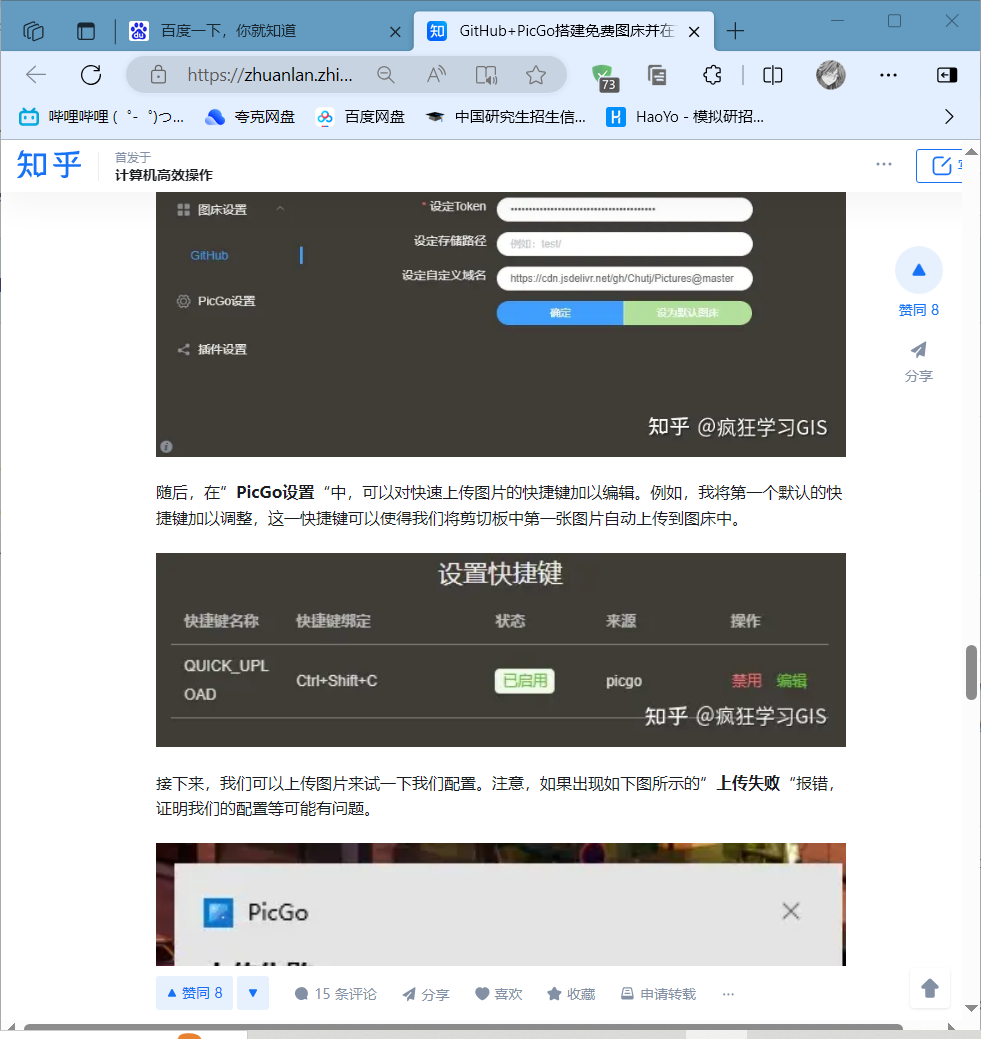 百度一下，你就知道
GitHub+PicGo搭建免费图床并在
https://zhuanlan.zhi...
73
哔哩哔哩 (゜-゜)つ...
夸克网盘
百度网盘
中国研究生招生信...
HaoYo - 模拟研招...
知乎
首发于
计算机高效操作
图床设置
GitHub
PicGo设置
插件设置
* 设定Token
设定存储路径
例如：test/
设定自定义域名
https://cdn.jsdelivr.net/gh/Chutj/Pictures@master
确定
设为默认图床
知乎 @疯狂学习GIS
赞同 8
分享
随后，在”PicGo设置“中，可以对快速上传图片的快捷键加以编辑。例如，我将第一个默认的快
捷键加以调整，这一快捷键可以使得我们将剪切板中第一张图片自动上传到图床中。
设置快捷键
快捷键名称 快捷键绑定 状态 来源 操作
QUICK_UPL
OAD
Ctrl+Shift+C 已启用 picgo 禁用 编辑
知乎 @疯狂学习GIS
接下来，我们可以上传图片来试一下我们配置。注意，如果出现如下图所示的”上传失败“报错，
证明我们的配置等可能有问题。
PicGo
赞同 8
15 条评论
分享
喜欢
收藏
申请转载